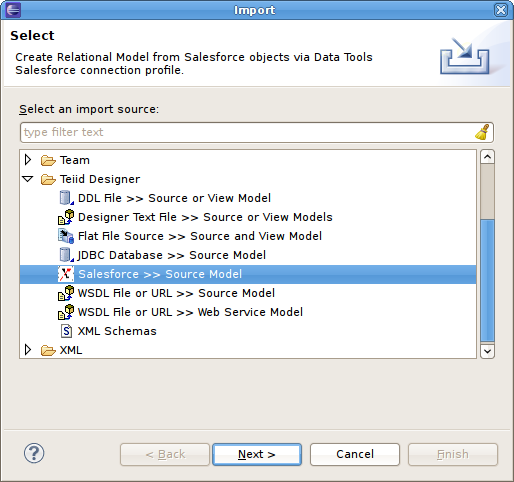 Import
Select
Create Relational Model from Salesforce objects via Data Tools
Salesforce connection profile.
Select an import source:
type filter text
Team
Teiid Designer
DDL File >> Source or View Model
Designer Text File >> Source or View Models
Flat File Source >> Source and View Model
JDBC Database >> Source Model
Salesforce >> Source Model
WSDL File or URL >> Source Model
WSDL File or URL >> Web Service Model
XML Schemas
XML
< Back
Next >
Cancel
Finish